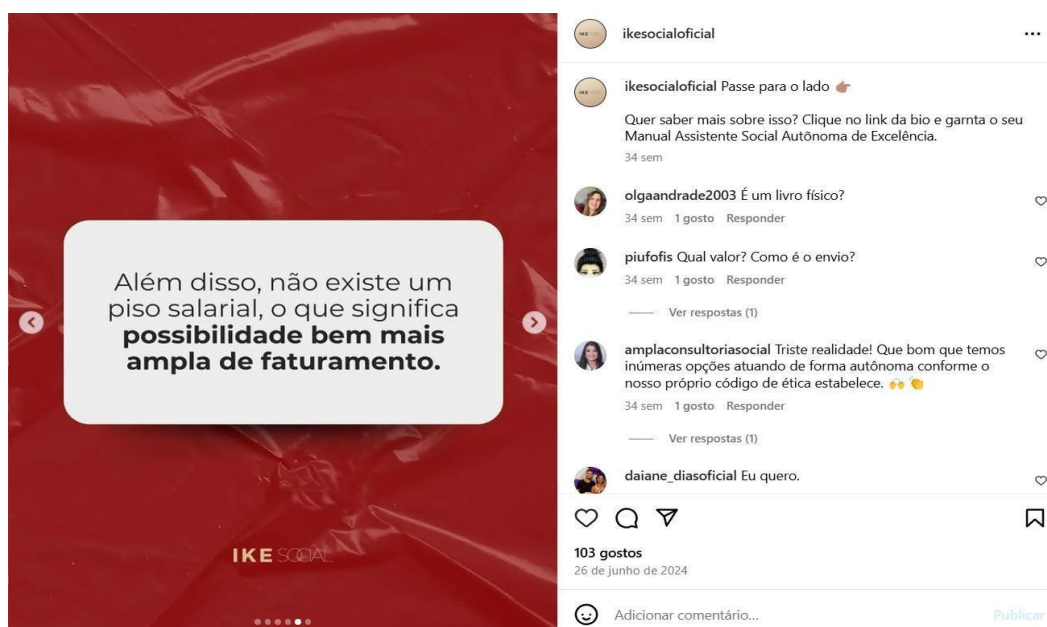 Além disso, não existe um
piso salarial, o que significa
possibilidade bem mais
ampla de faturamento.
IKE SOCIAL
ikesocialoficial
ikesocialoficial Passe para o lado 👉🏽
Quer saber mais sobre isso? Clique no link da bio e garnta o seu
Manual Assistente Social Autônoma de Excelência.
34 sem
olgaandrade2003 É um livro físico?
34 sem 1 gosto Responder
piufofis Qual valor? Como é o envio?
34 sem 1 gosto Responder
Ver respostas (1)
amplaconsultoriasocial Triste realidade! Que bom que temos
inúmeras opções atuando de forma autônoma conforme o
nosso próprio código de ética estabelece. 🙌 👏
34 sem 1 gosto Responder
Ver respostas (1)
daiane_diasoficial Eu quero.
103 gostos
26 de junho de 2024
Adicionar comentário...
Publicar